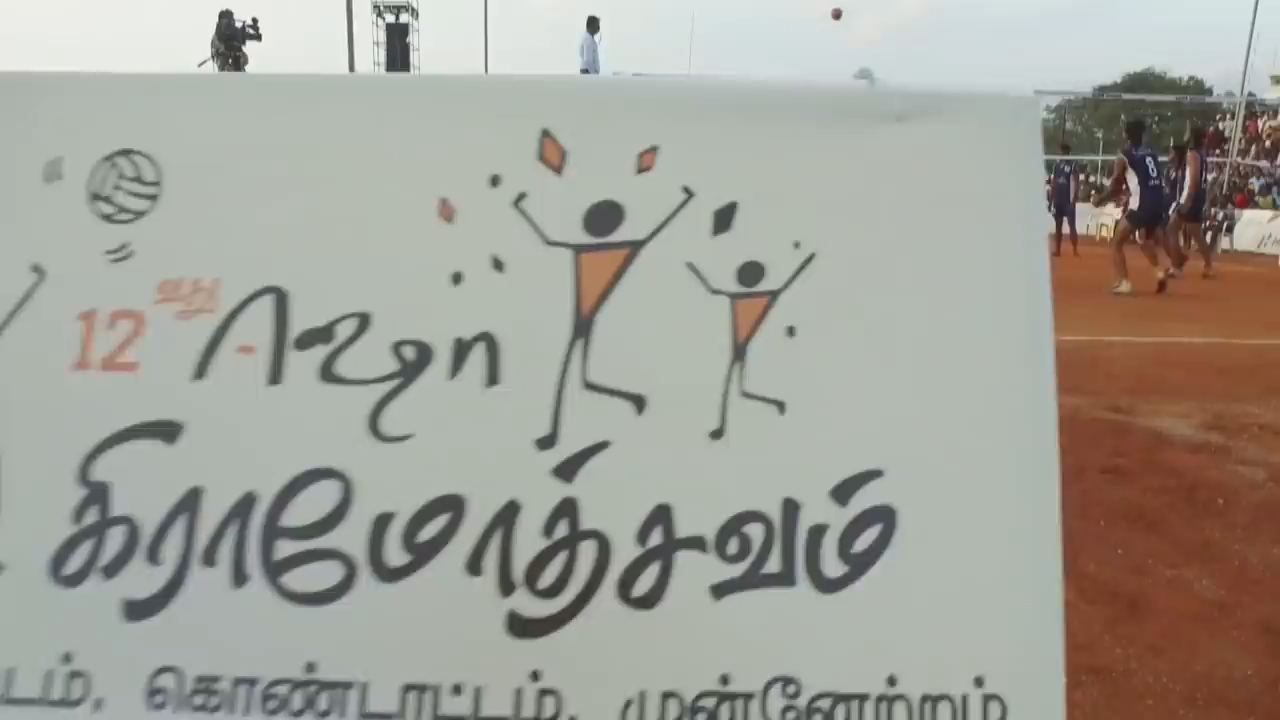 12வது ஈஷா
கிராமோத்சவம்
கொண்டாட்டம், முன்னேற்றம்
8